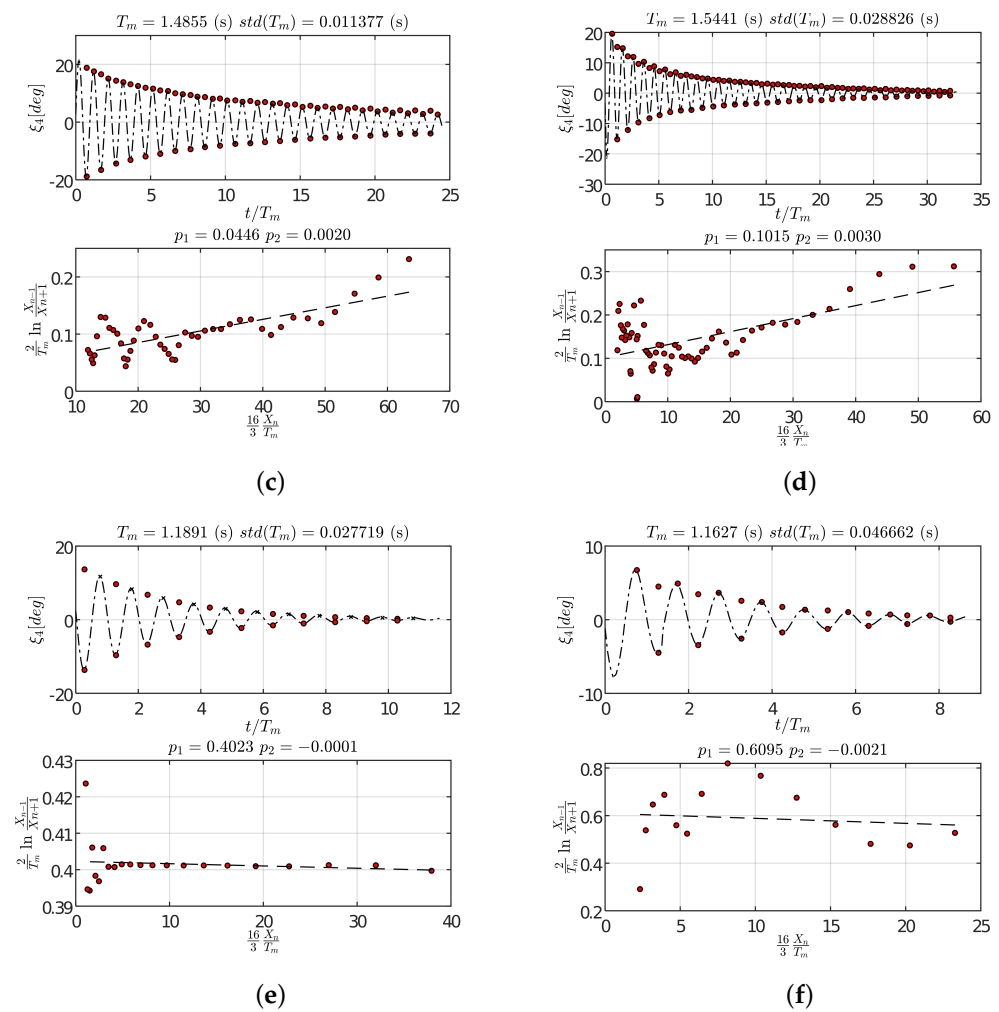 T_m = 1.4855 (s) std(T_m) = 0.011377 (s)
ξ_4[deg]
20
0
-20
0 5 10 15 20 25
t/T_m
p_1 = 0.0446 p_2 = 0.0020
2/T_m ln X_{n-1}/X{n+1}
0.2
0.1
0
10 20 30 40 50 60 70
16/3 X_n/T_m
(c)
T_m = 1.5441 (s) std(T_m) = 0.028826 (s)
ξ_4[deg]
20
10
0
-10
-20
-30
0 5 10 15 20 25 30 35
t/T_m
p_1 = 0.1015 p_2 = 0.0030
2/T_m ln X_{n-1}/X{n+1}
0.3
0.2
0.1
0
0 10 20 30 40 50 60
16/3 X_n/T_m
(d)
T_m = 1.1891 (s) std(T_m) = 0.027719 (s)
ξ_4[deg]
20
0
-20
0 2 4 6 8 10 12
t/T_m
p_1 = 0.4023 p_2 = −0.0001
2/T_m ln X_{n-1}/X{n+1}
0.43
0.42
0.41
0.4
0.39
0 10 20 30 40
16/3 X_n/T_m
(e)
T_m = 1.1627 (s) std(T_m) = 0.046662 (s)
ξ_4[deg]
10
0
-10
0 2 4 6 8
t/T_m
p_1 = 0.6095 p_2 = −0.0021
2/T_m ln X_{n-1}/X{n+1}
0.8
0.6
0.4
0.2
0 5 10 15 20 25
16/3 X_n/T_m
(f)